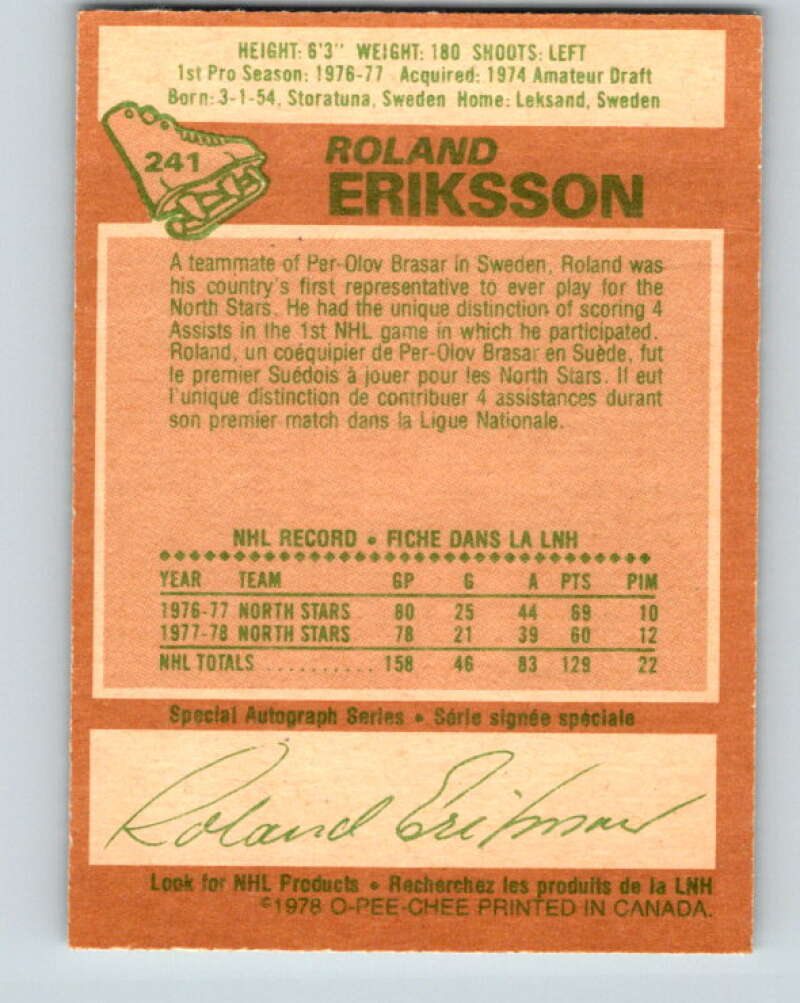 HEIGHT: 6'3" WEIGHT: 180 SHOOTS: LEFT
1st Pro Season: 1976-77 Acquired: 1974 Amateur Draft
Born: 3-1-54, Storatuna, Sweden Home: Leksand, Sweden
241
ROLAND
ERIKSSON
A teammate of Per-Olov Brasar in Sweden, Roland was
his country's first representative to ever play for the
North Stars. He had the unique distinction of scoring 4
Assists in the 1st NHL game in which he participated.
Roland, un coéquipier de Per-Olov Brasar en Suède, fut
le premier Suédois à jouer pour les North Stars. Il eut
l'unique distinction de contribuer 4 assistances durant
son premier match dans la Ligue Nationale.
NHL RECORD • FICHE DANS LA LNH
YEAR TEAM GP G A PTS PIM
1976-77 NORTH STARS 80 25 44 69 10
1977-78 NORTH STARS 78 21 39 60 12
NHL TOTALS .......... 158 46 83 129 22
Special Autograph Series • Série signée spéciale
Roland Eriksson
Look for NHL Products • Recherchez les produits de la LNH
©1978 O-PEE-CHEE PRINTED IN CANADA.